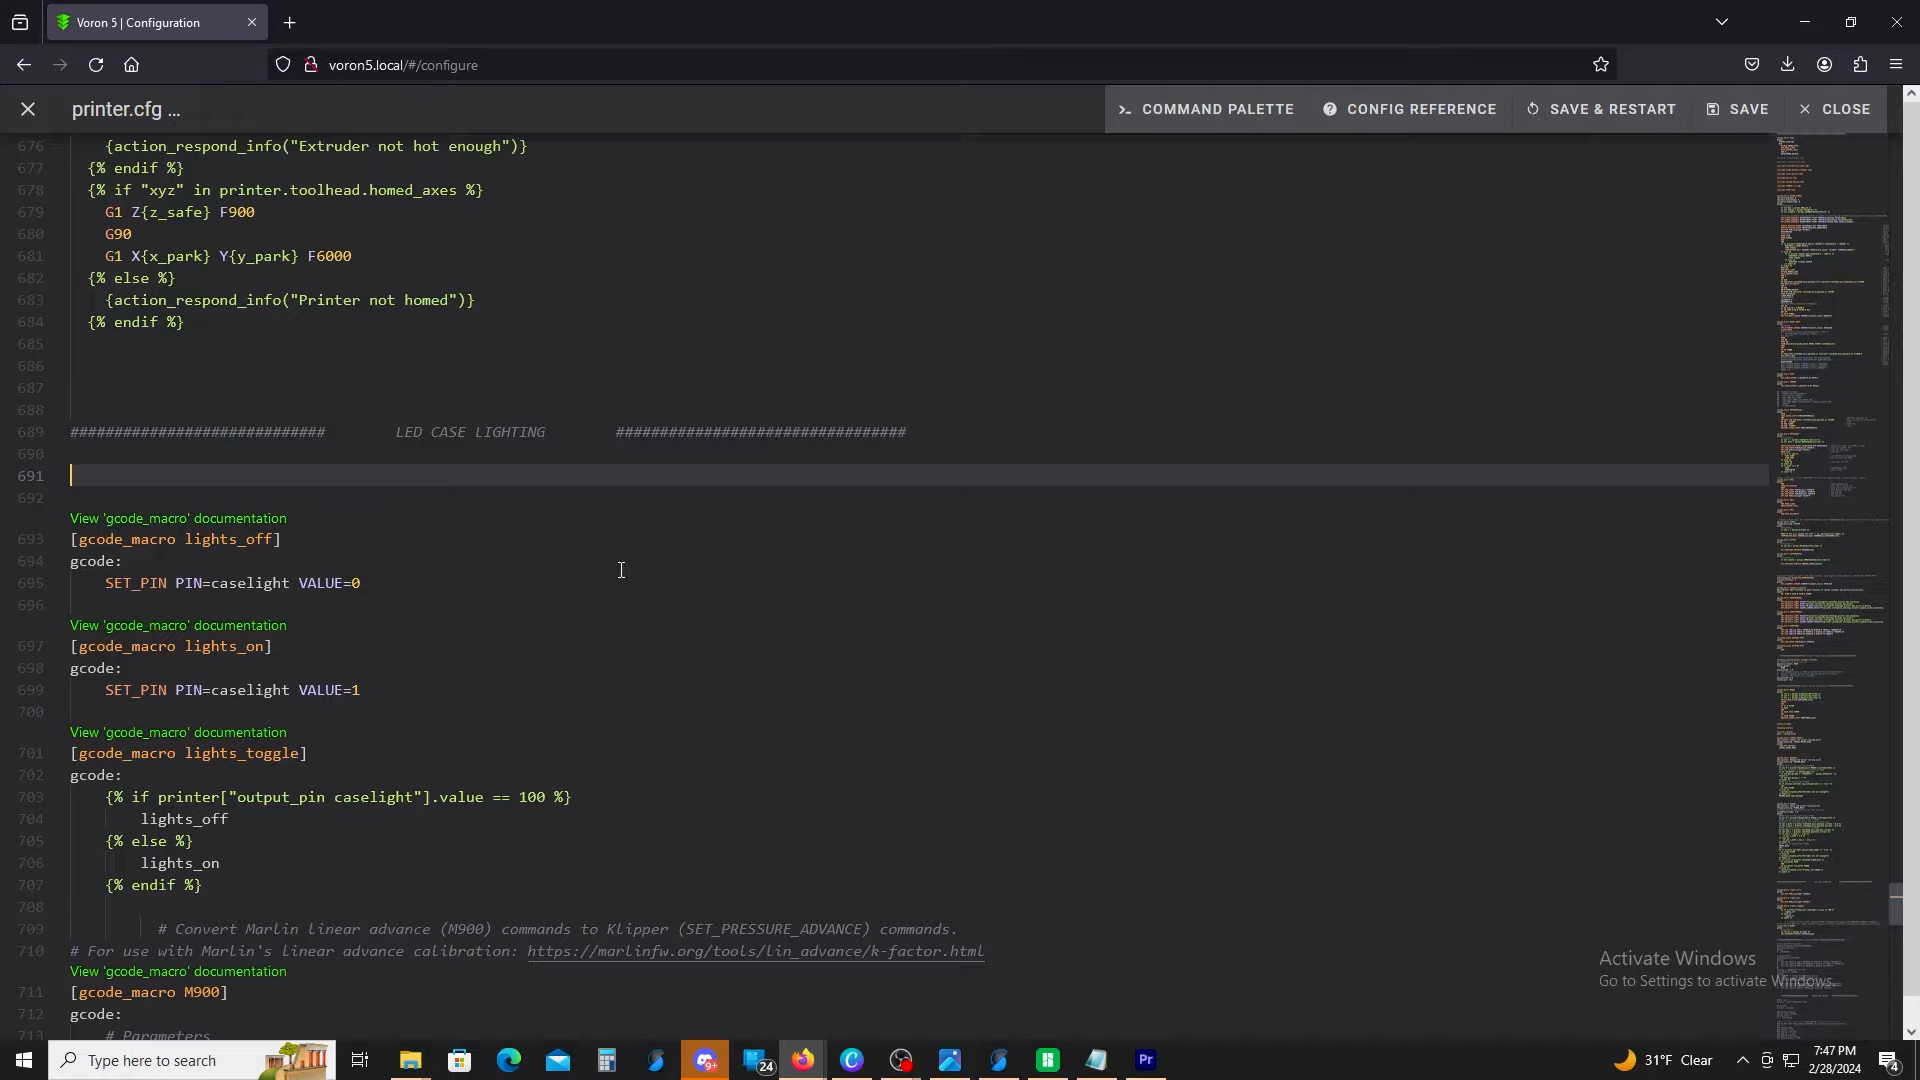 Voron 5 | Configuration
voron5.local/#/configure
printer.cfg ...
COMMAND PALETTE
CONFIG REFERENCE
SAVE & RESTART
SAVE
CLOSE
676 {action_respond_info("Extruder not hot enough")}
677 {% endif %}
678 {% if "xyz" in printer.toolhead.homed_axes %}
679 G1 Z{z_safe} F900
680 G90
681 G1 X{x_park} Y{y_park} F6000
682 {% else %}
683 {action_respond_info("Printer not homed")}
684 {% endif %}
685
686
687
688
689 ############################# LED CASE LIGHTING #################################
690
691
692
View 'gcode_macro' documentation
693 [gcode_macro lights_off]
694 gcode:
695 SET_PIN PIN=caselight VALUE=0
696
View 'gcode_macro' documentation
697 [gcode_macro lights_on]
698 gcode:
699 SET_PIN PIN=caselight VALUE=1
700
View 'gcode_macro' documentation
701 [gcode_macro lights_toggle]
702 gcode:
703 {% if printer["output_pin caselight"].value == 100 %}
704 lights_off
705 {% else %}
706 lights_on
707 {% endif %}
708
709 # Convert Marlin linear advance (M900) commands to Klipper (SET_PRESSURE_ADVANCE) commands.
710 # For use with Marlin's linear advance calibration: https://marlinfw.org/tools/lin_advance/k-factor.html
View 'gcode_macro' documentation
711 [gcode_macro M900]
712 gcode:
713 # Parameters
Activate Windows
Go to Settings to activate Windows.
Type here to search
9+
24
Pr
31°F Clear
7:47 PM
2/28/2024
4